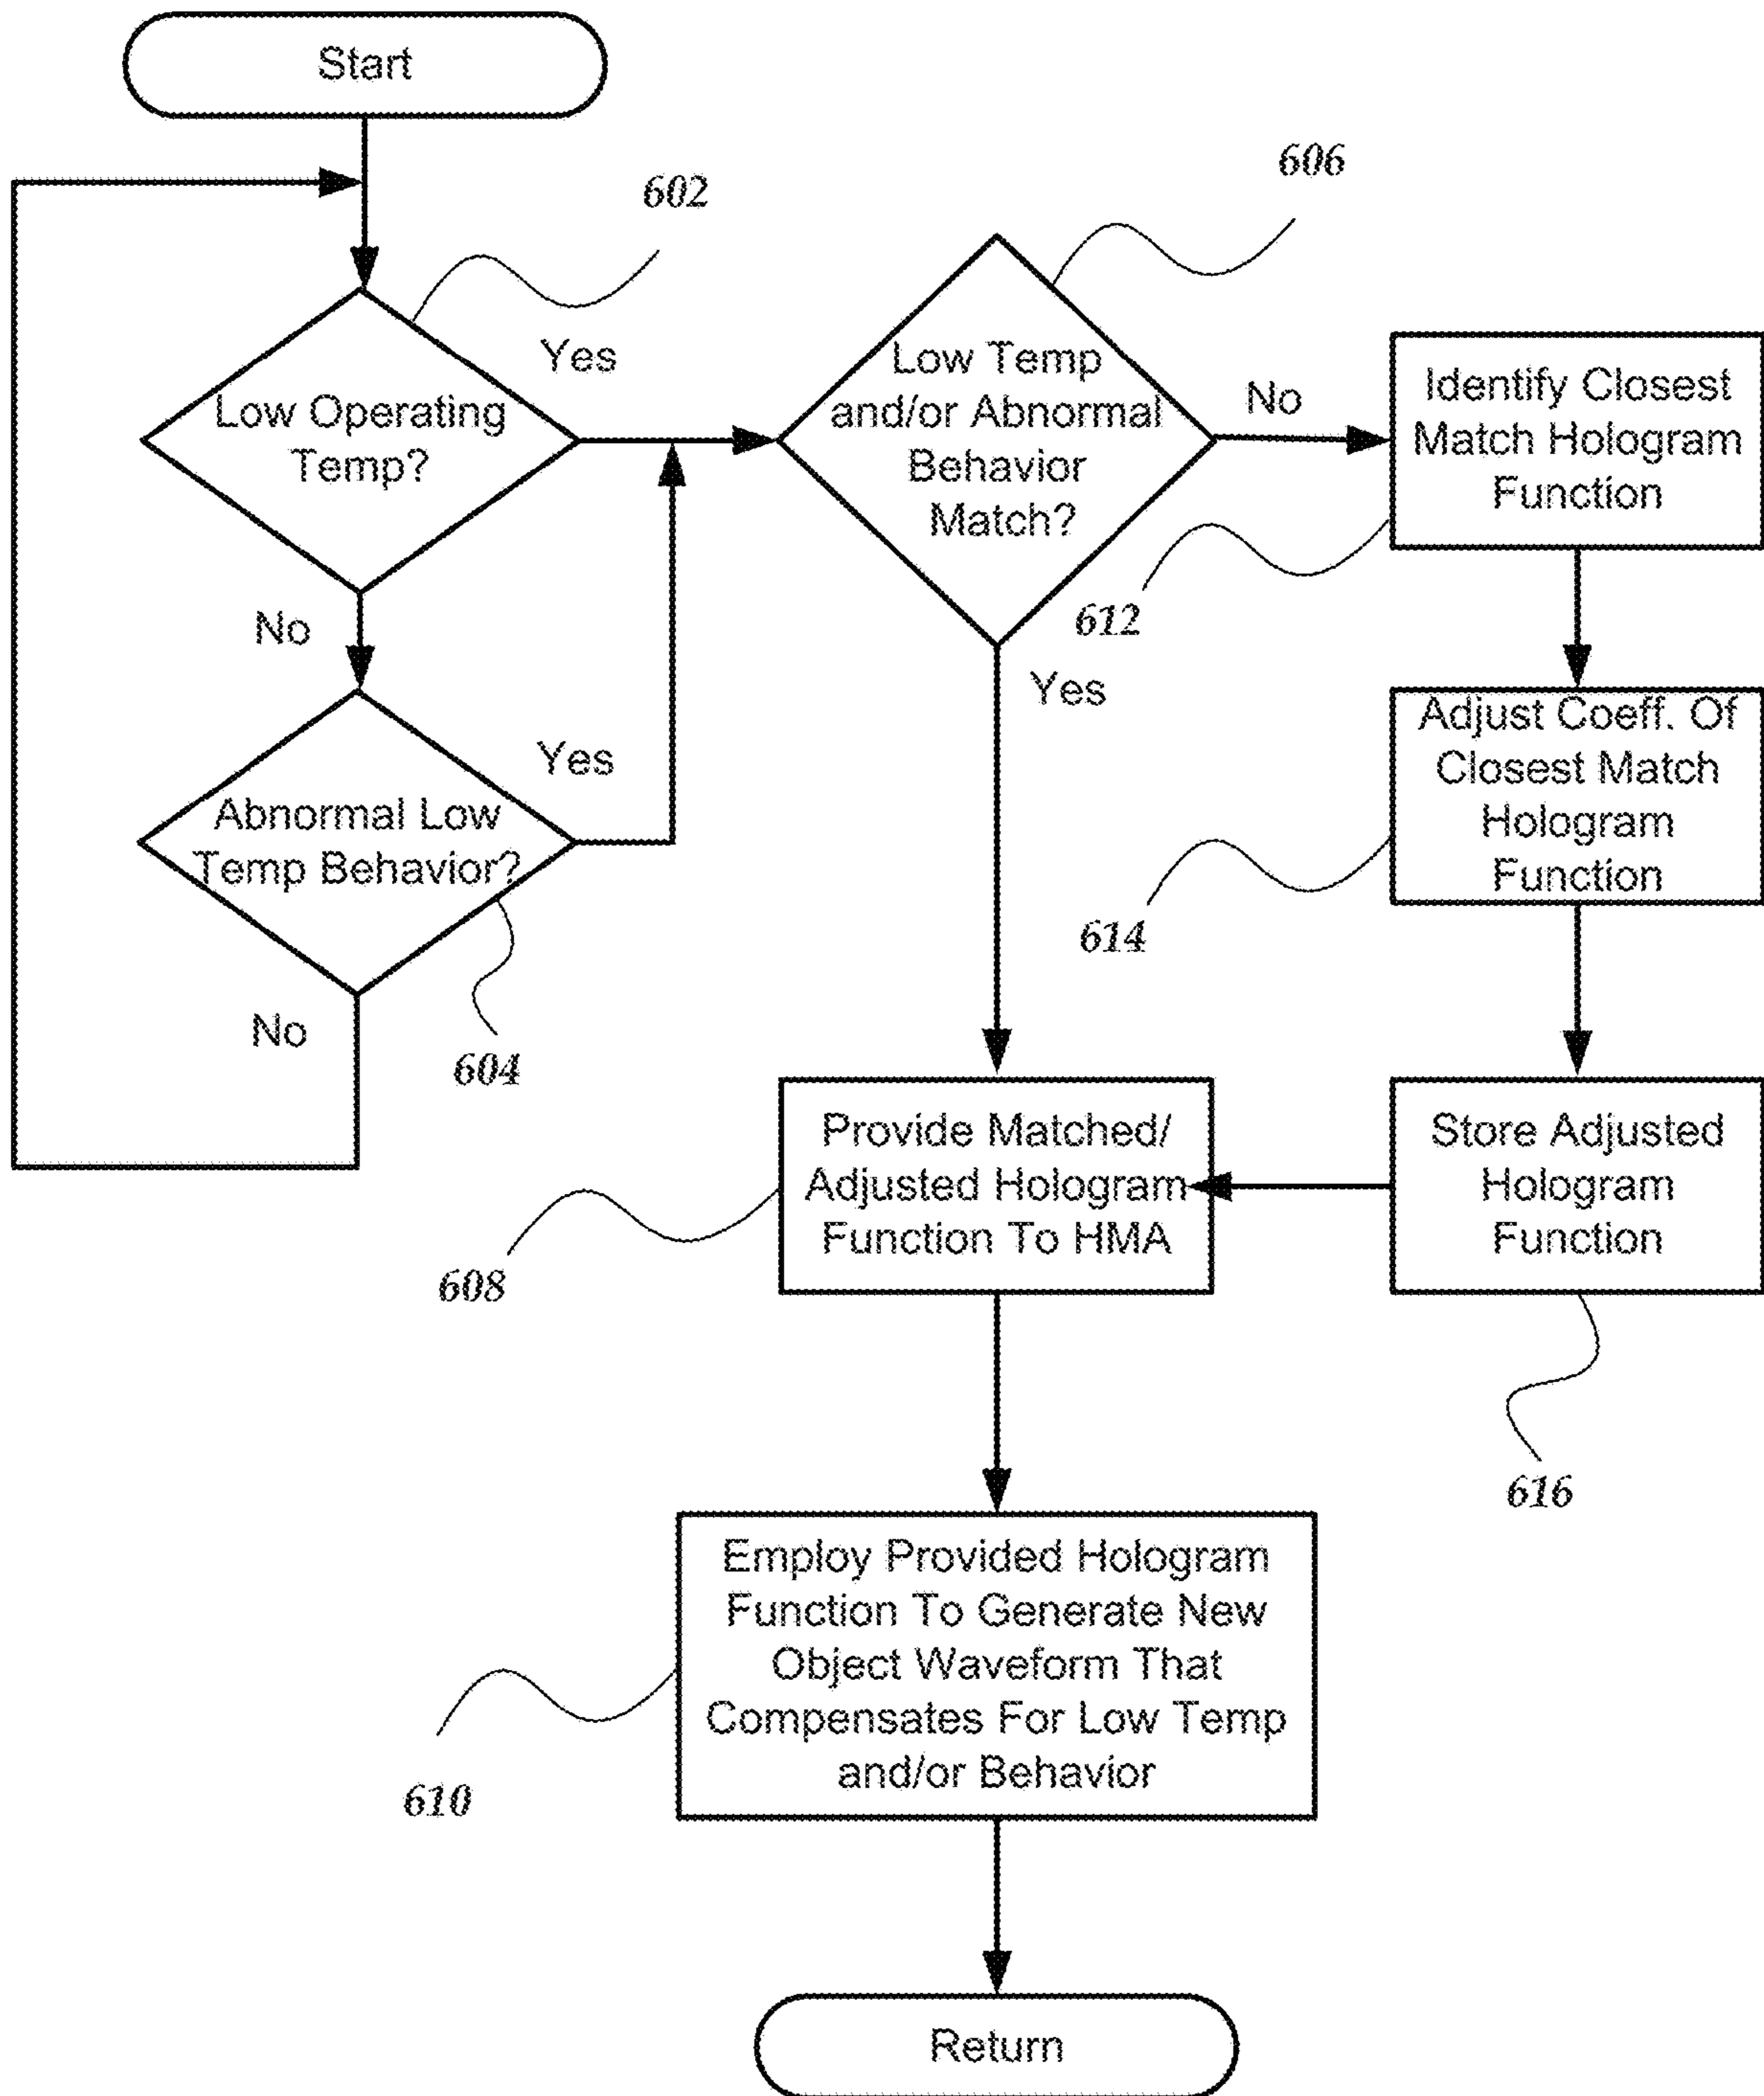 Start
602
606
Yes
Low Operating
Temp?
Low Temp
and/or Abnormal
Behavior
Match?
No
Identify Closest
Match Hologram
Function
612
No
Yes
Abnormal Low
Temp Behavior?
Yes
Adjust Coeff. Of
Closest Match
Hologram
Function
614
No
604
Provide Matched/
Adjusted Hologram
Function To HMA
608
Store Adjusted
Hologram
Function
616
Employ Provided Hologram
Function To Generate New
Object Waveform That
Compensates For Low Temp
and/or Behavior
610
Return